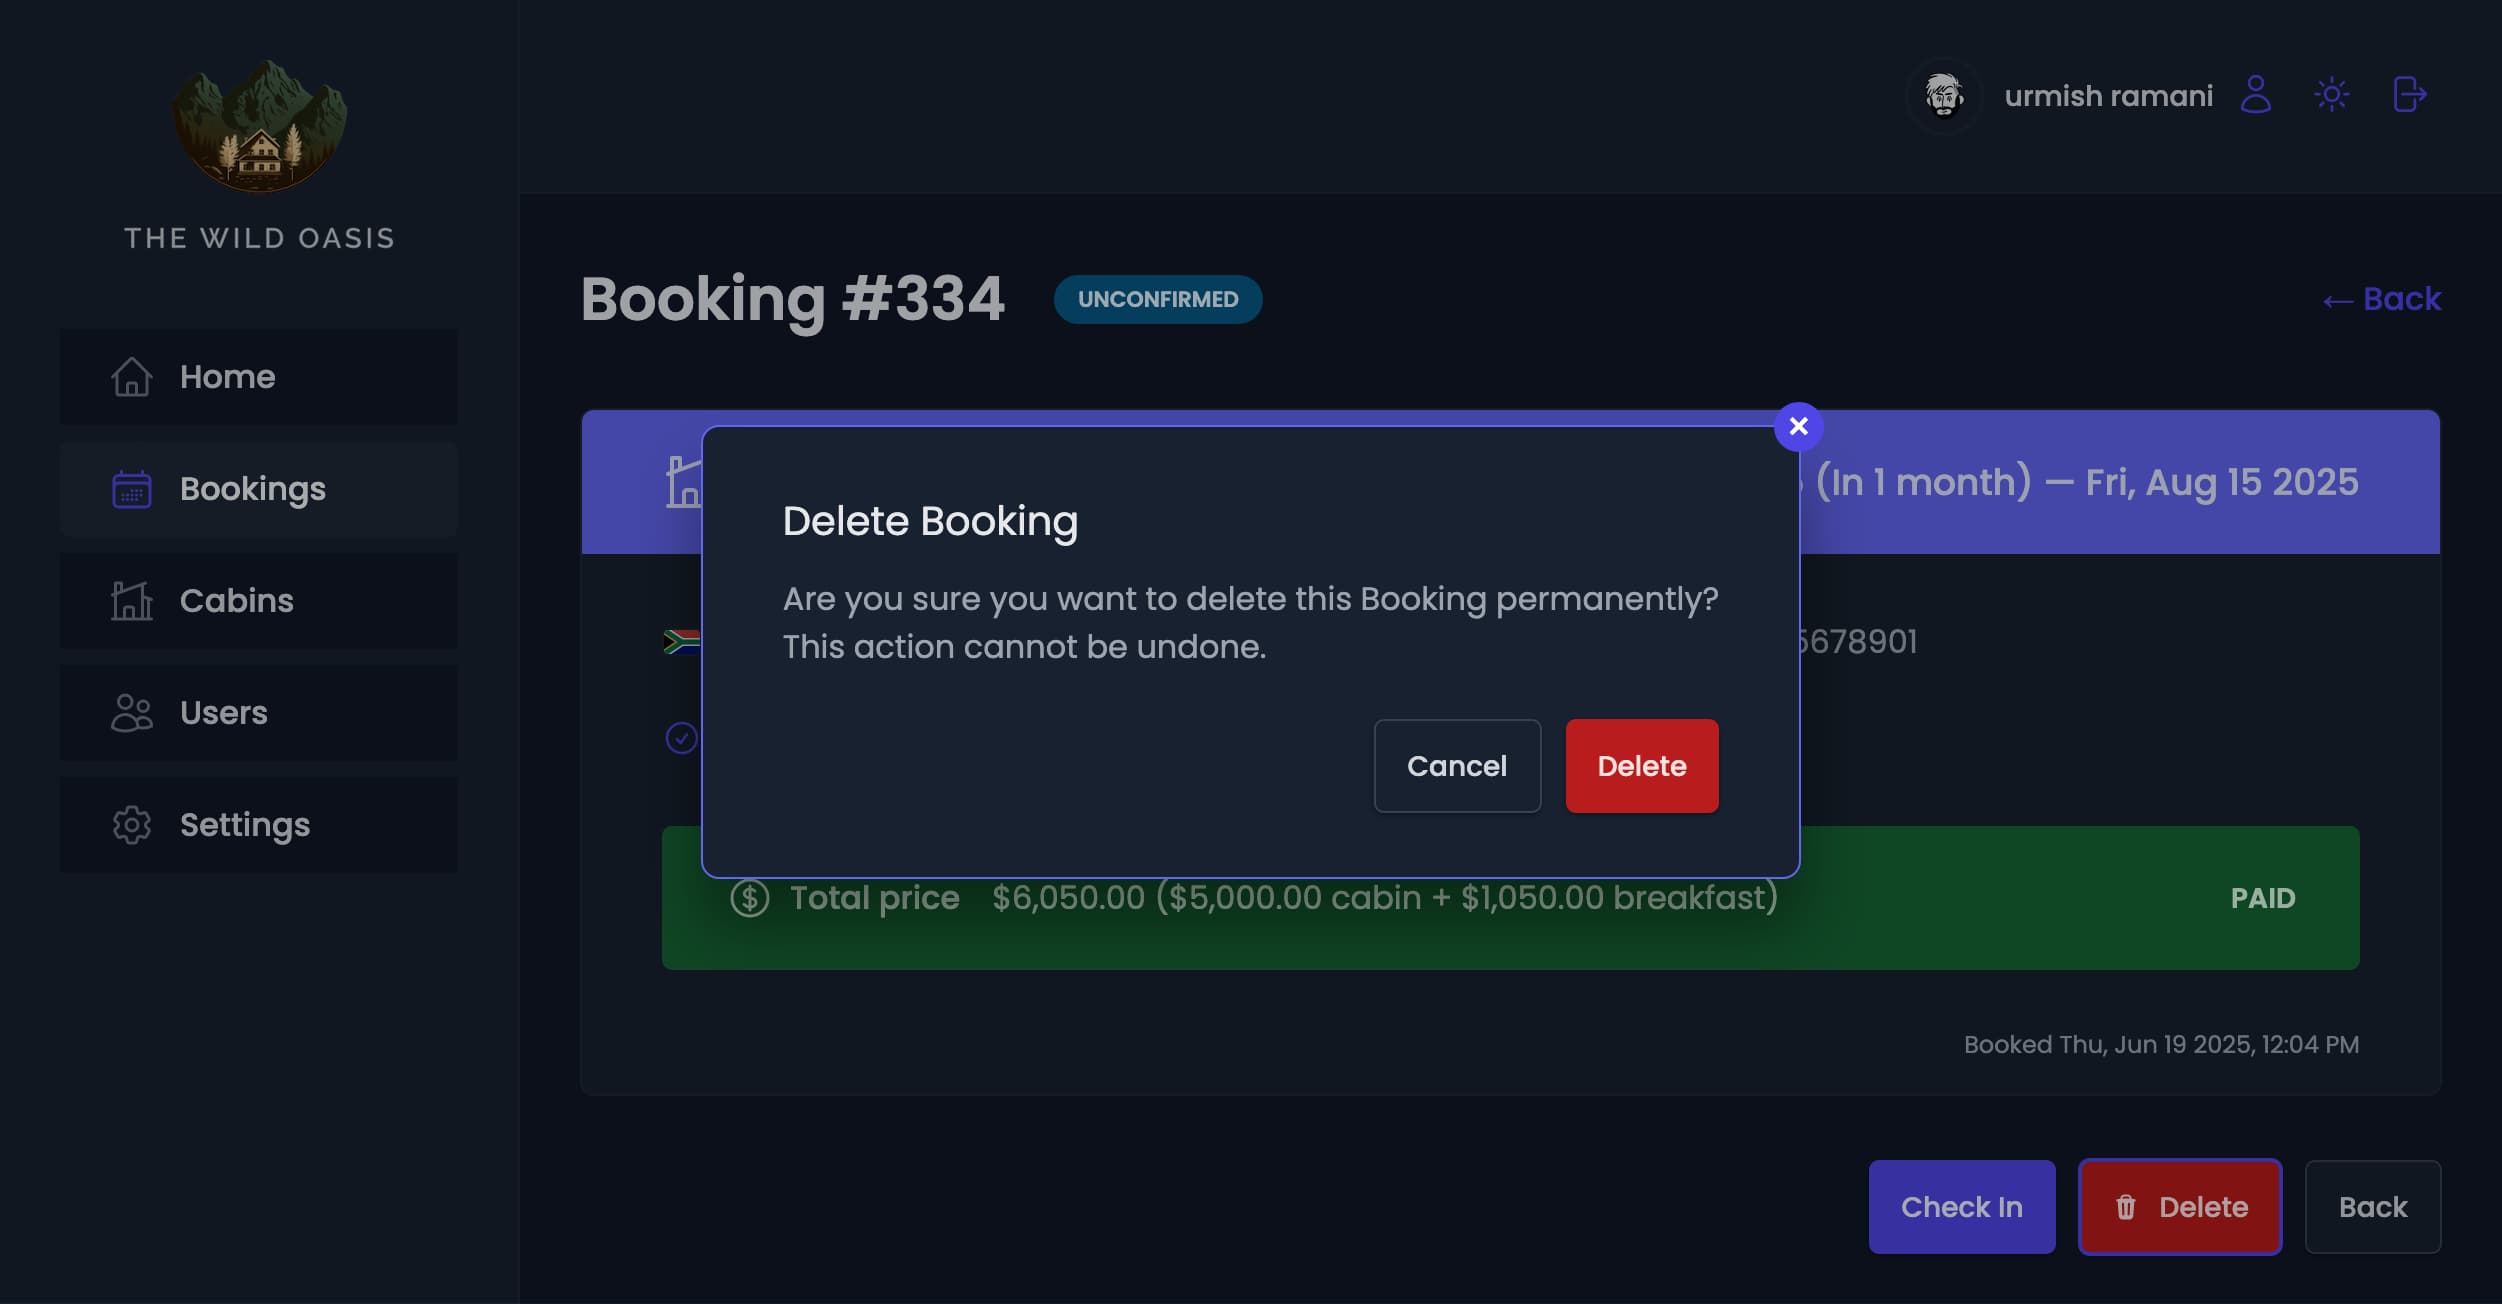 THE WILD OASIS
Home
Bookings
Cabins
Users
Settings
urmish ramani
Booking #334
UNCONFIRMED
← Back
(In 1 month) — Fri, Aug 15 2025
Delete Booking
Are you sure you want to delete this Booking permanently?
This action cannot be undone.
Cancel
Delete
5678901
Total price $6,050.00 ($5,000.00 cabin + $1,050.00 breakfast)
PAID
Booked Thu, Jun 19 2025, 12:04 PM
Check In
Delete
Back